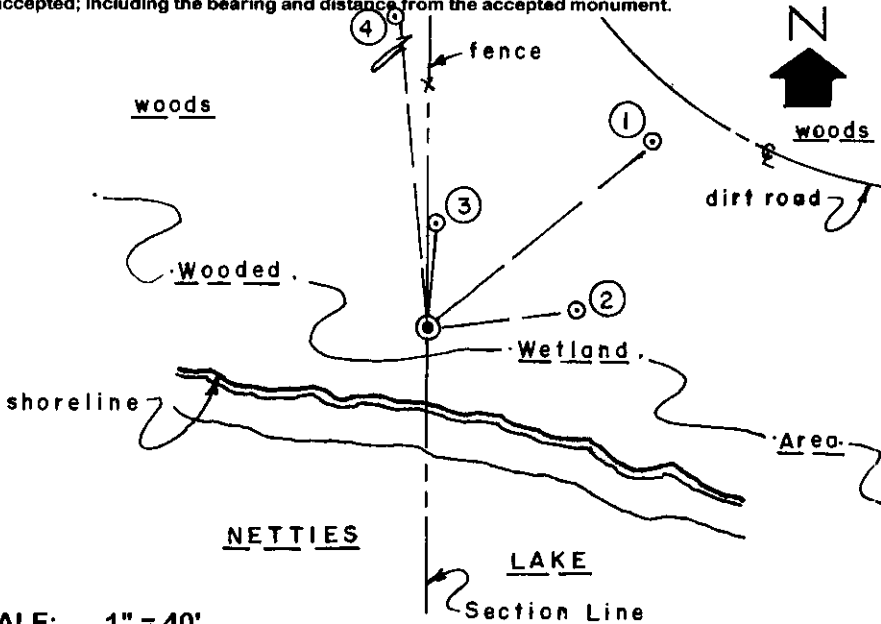 accepted; including the bearing and distance from the accepted monument.
4
fence
N
woods
1
woods
dirt road
3
Wooded
2
Wetland
shoreline
Area
NETTIES
LAKE
Section Line
ALE: 1" = 40'